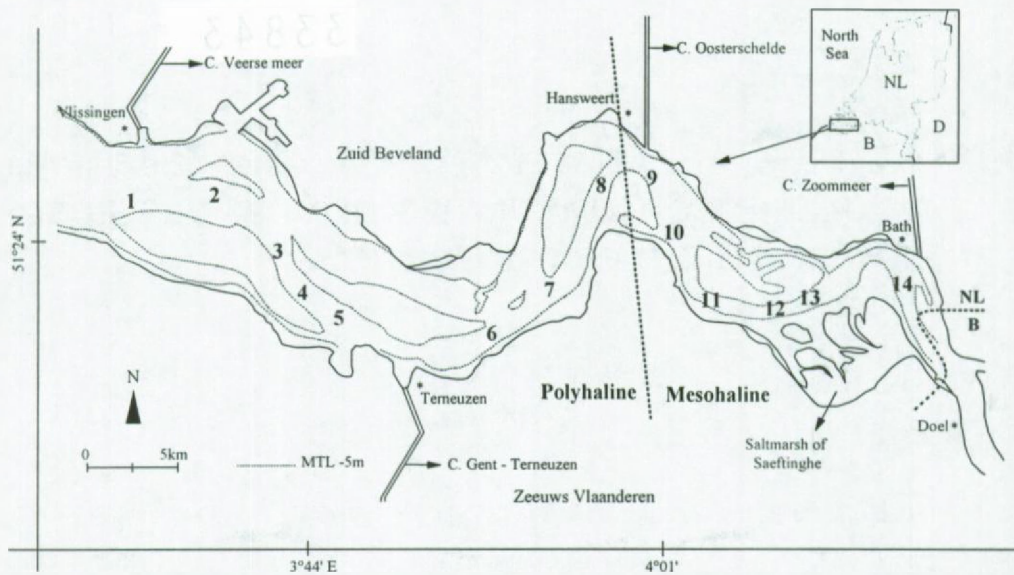 33843
North
Sea
NL
D
B
C. Veerse meer
C. Oosterschelde
Vlissingen
Hansweert
Zuid Beveland
C. Zoommeer
Bath
51°24' N
1
2
3
4
5
6
7
8
9
10
11
12
13
14
NL
B
N
Terneuzen
Polyhaline
Mesohaline
Doel
0 5km
MTL -5m
C. Gent - Terneuzen
Saltmarsh of
Saeftinghe
Zeeuws Vlaanderen
3°44' E
4°01'